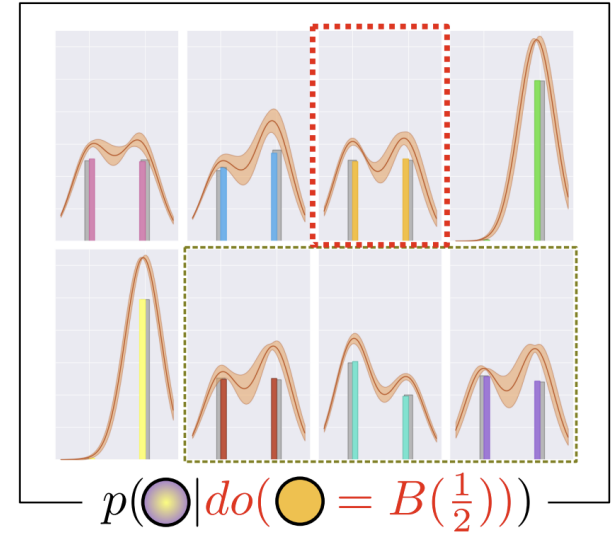 p(|do( = B(1/2)))